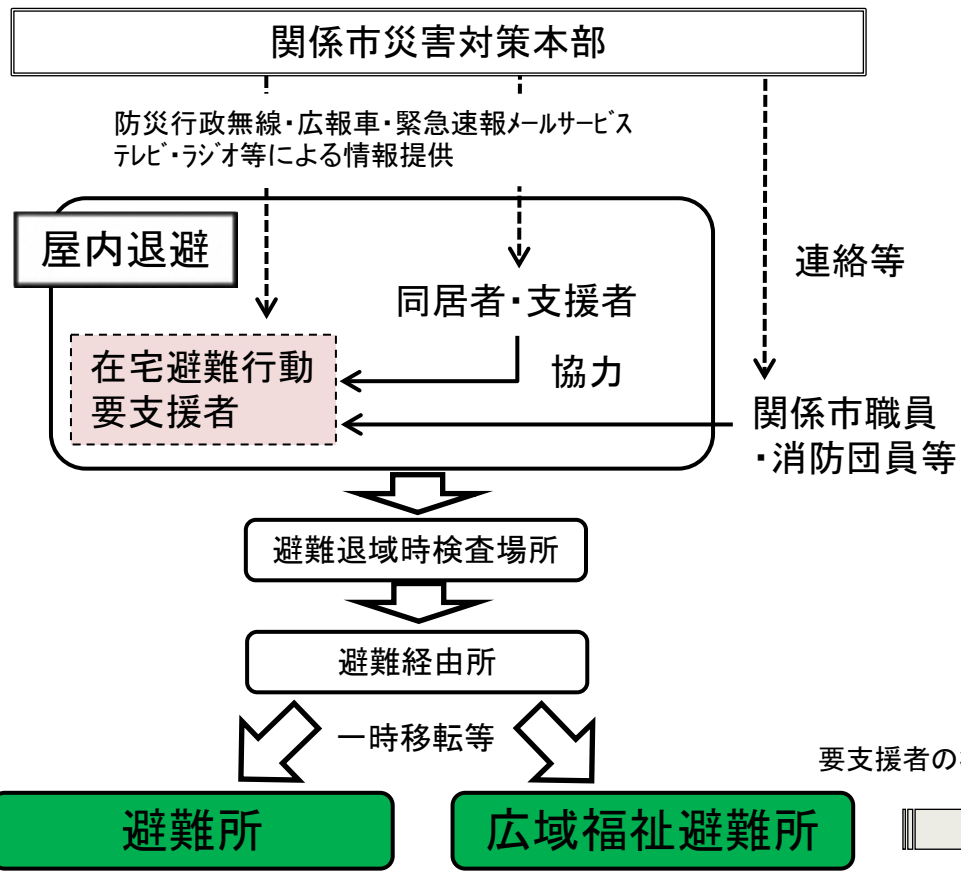 関係市災害対策本部
防災行政無線・広報車・緊急速報ﾒｰﾙｻｰﾋﾞｽ
ﾃﾚﾋﾞ・ﾗｼﾞｵ等による情報提供
屋内退避
連絡等
同居者・支援者
在宅避難行動
要支援者
協力
関係市職員
・消防団員等
避難退域時検査場所
避難経由所
一時移転等
要支援者の
避難所
広域福祉避難所